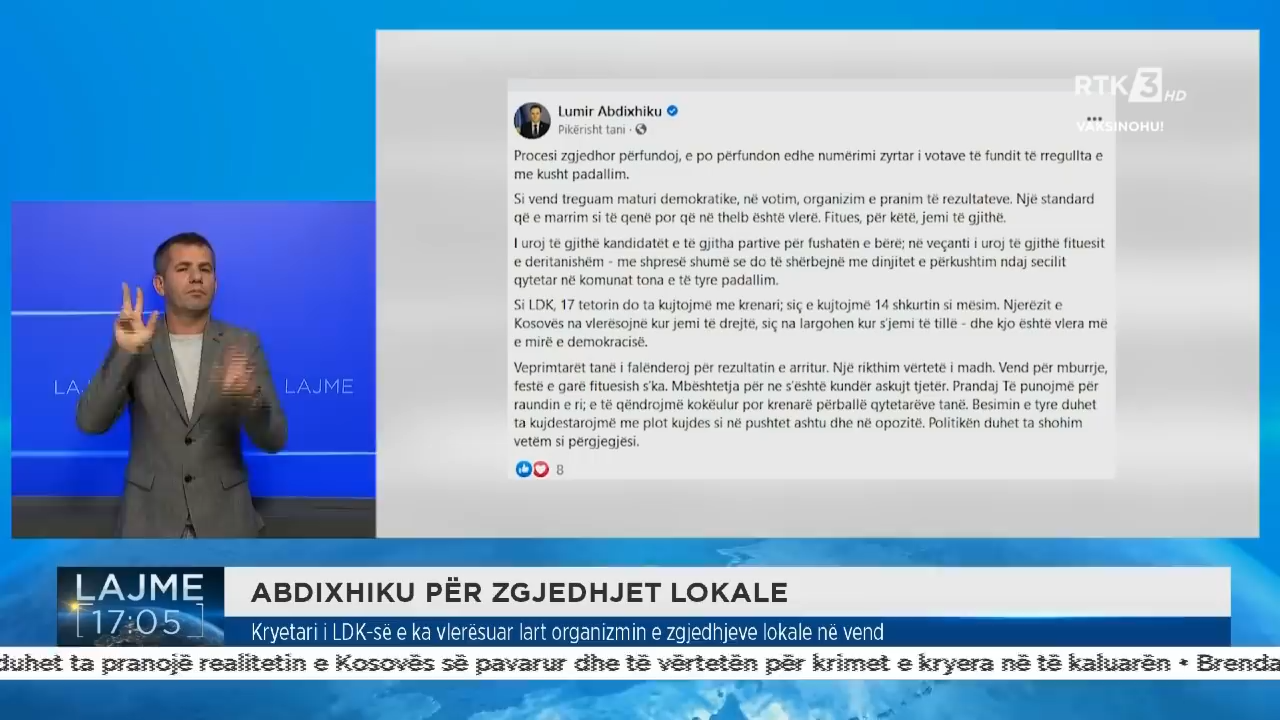 RTK 3 HD
VAKSINOHU!
Lumir Abdixhiku
Pikërisht tani ·
Procesi zgjedhor përfundoj, e po përfundon edhe numërimi zyrtar i votave të fundit të rregullta e
me kusht padallim.
Si vend treguam maturi demokratike, në votim, organizim e pranim të rezultateve. Një standard
që e marrim si të qenë por që në thelb është vlerë. Fitues, për këtë, jemi të gjithë.
I uroj të gjithë kandidatët e të gjitha partive për fushatën e bërë; në veçanti i uroj të gjithë fituesit
e deritanishëm - me shpresë shumë se do të shërbejnë me dinjitet e përkushtim ndaj secilit
qytetar në komunat tona e të tyre padallim.
Si LDK, 17 tetorin do ta kujtojmë me krenari; siç e kujtojmë 14 shkurtin si mësim. Njerëzit e
Kosovës na vlerësojnë kur jemi të drejtë, siç na largohen kur s'jemi të tillë - dhe kjo është vlera më
e mirë e demokracisë.
Veprimtarët tanë i falënderoj për rezultatin e arritur. Një rikthim vërtetë i madh. Vend për mburrje,
festë e garë fituesish s'ka. Mbështetja për ne s'është kundër askujt tjetër. Prandaj Të punojmë për
raundin e ri; e të qëndrojmë kokëulur por krenarë përballë qytetarëve tanë. Besimin e tyre duhet
ta kujdestarojmë me plot kujdes si në pushtet ashtu dhe në opozitë. Politikën duhet ta shohim
vetëm si përgjegjësi.
8
LA
LAJME
LAJME
17:05
ABDIXHIKU PËR ZGJEDHJET LOKALE
Kryetari i LDK-së e ka vlerësuar lart organizmin e zgjedhjeve lokale në vend
duhet ta pranojë realitetin e Kosovës së pavarur dhe të vërtetën për krimet e kryera në të kaluarën • Brenda